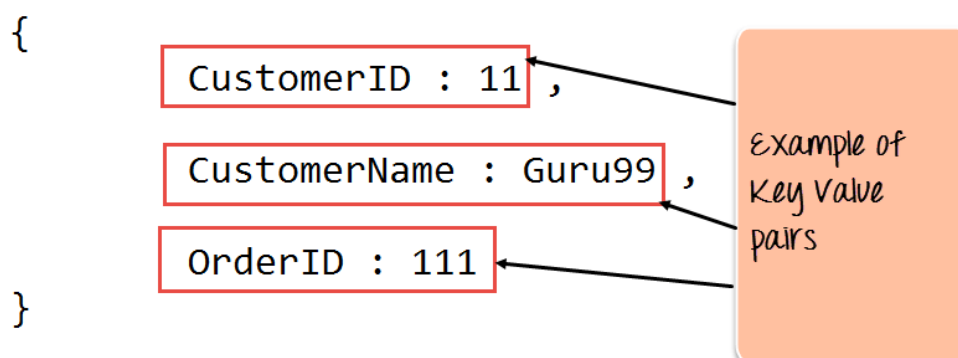 {
CustomerID : 11 ,
CustomerName : Guru99 ,
OrderID : 111
}
Example of
Key Value
pairs